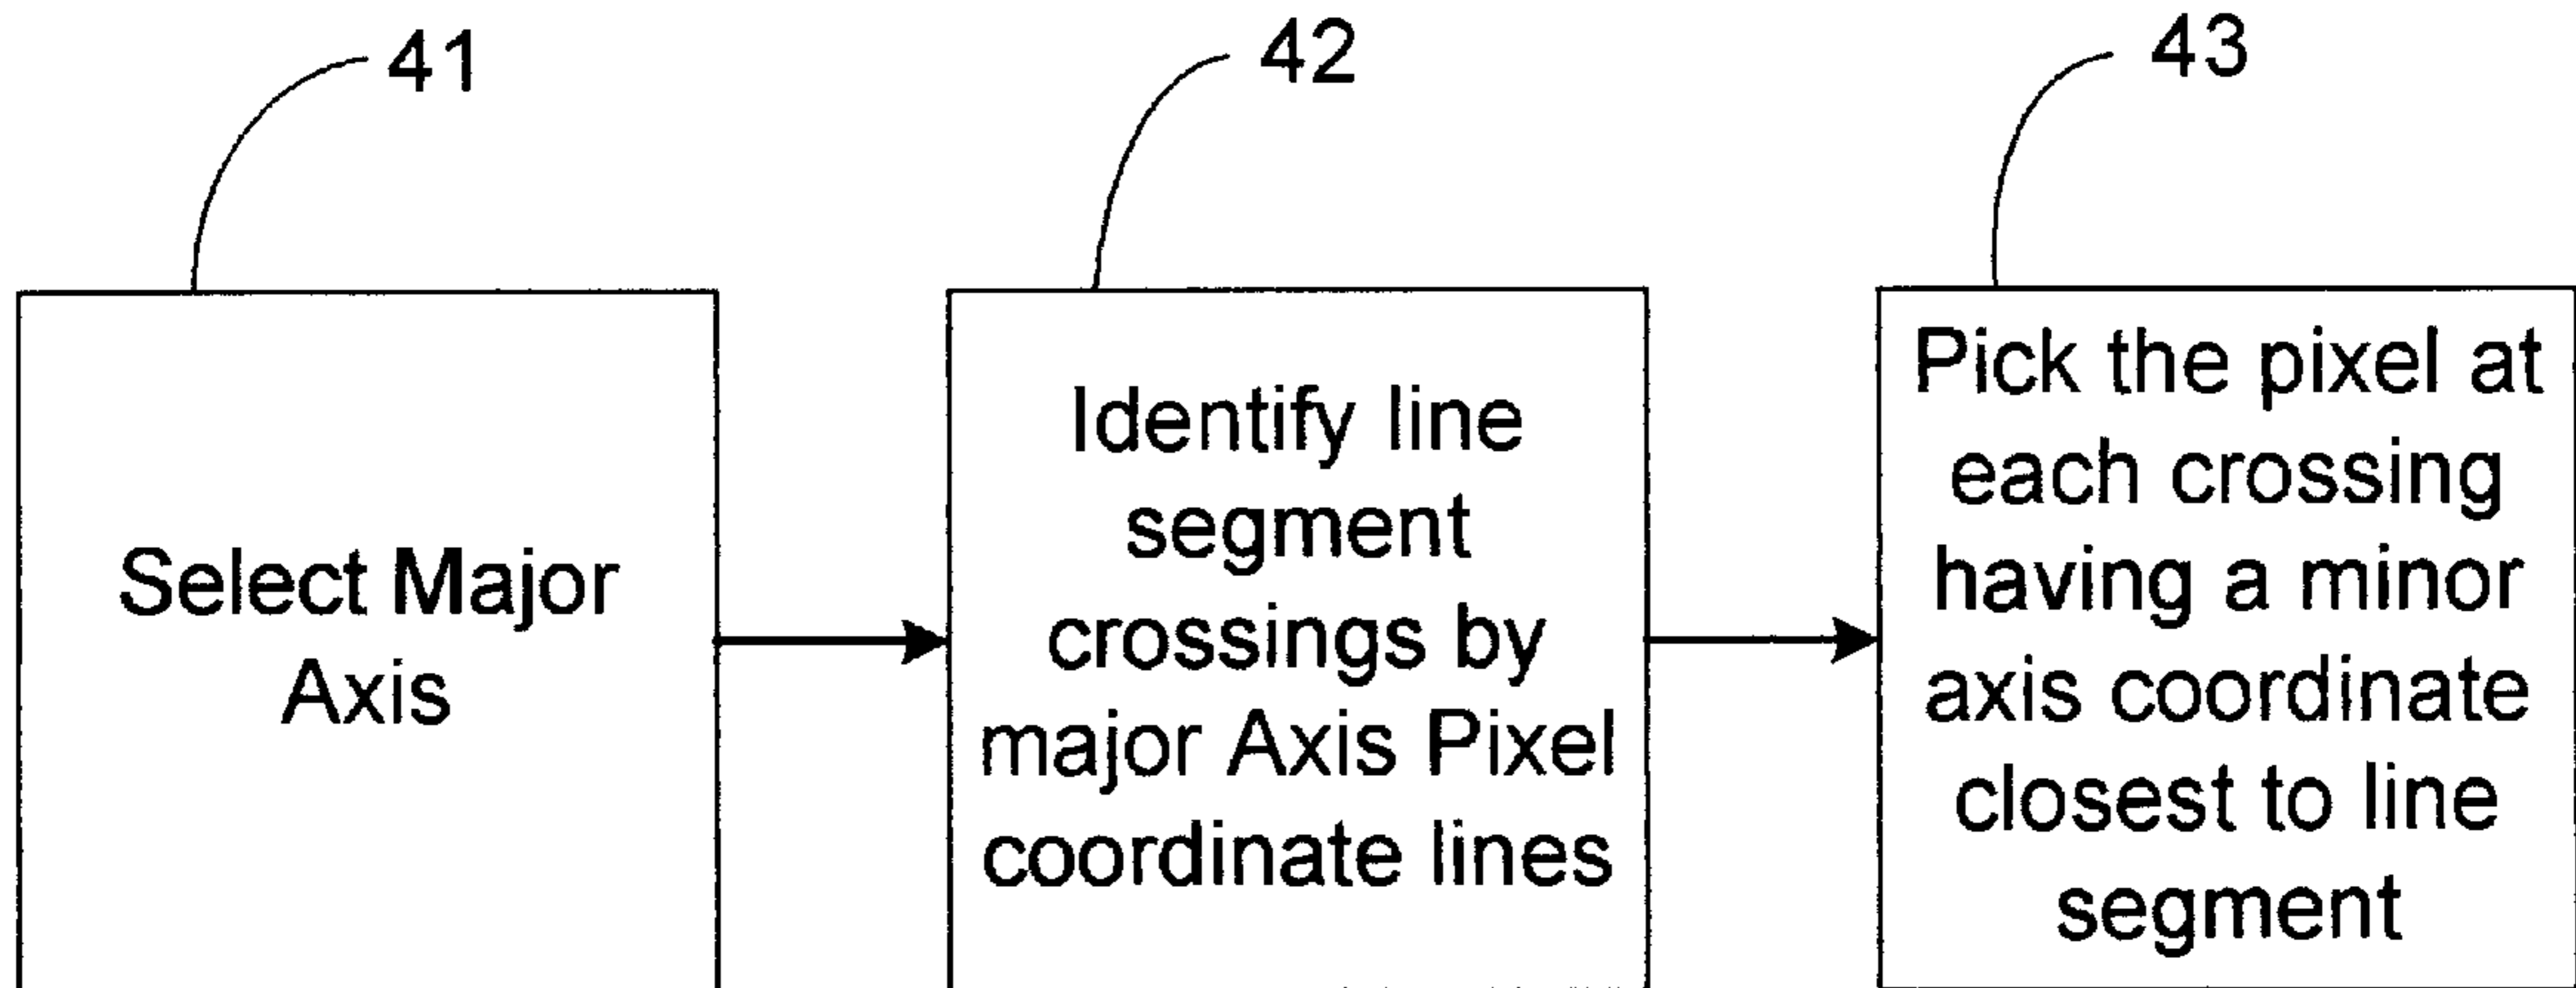 41
42
43
Select Major
Axis
Identify line
segment
crossings by
major Axis Pixel
coordinate lines
Pick the pixel at
each crossing
having a minor
axis coordinate
closest to line
segment